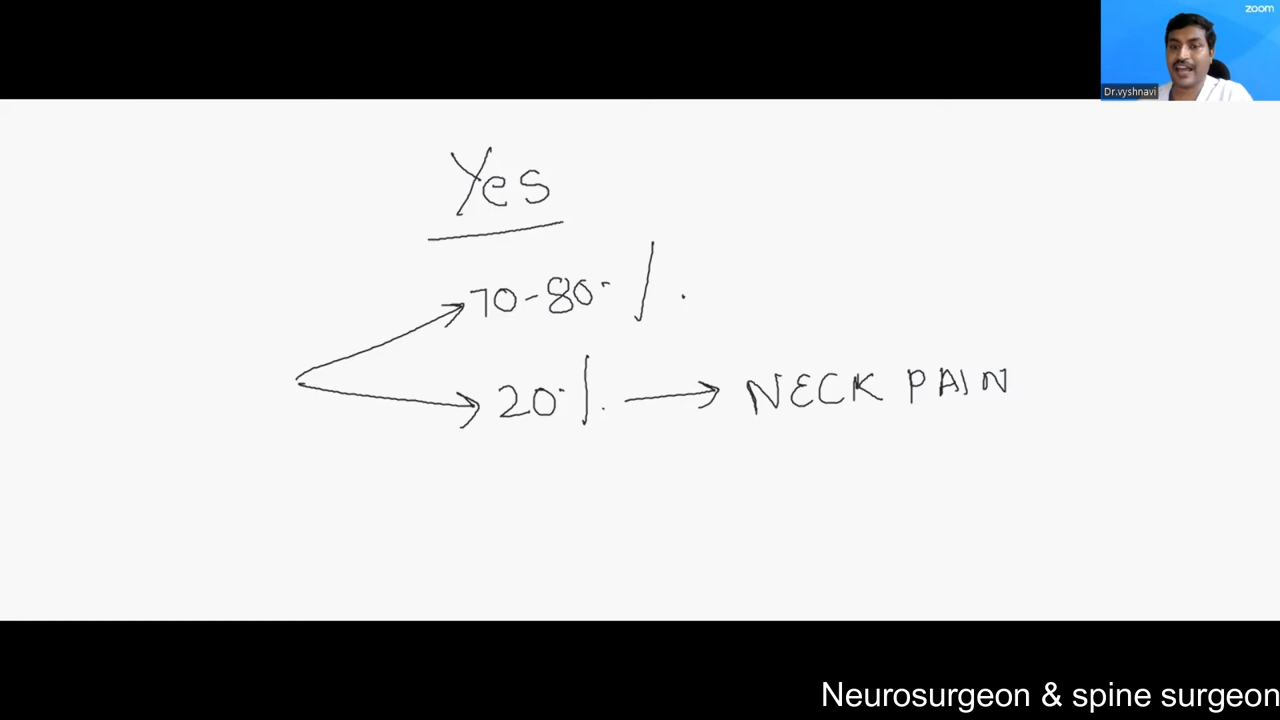 zoom
Dr.vyshnavi
Yes
70-80%.
20% → NECK PAIN
Neurosurgeon & spine surgeon